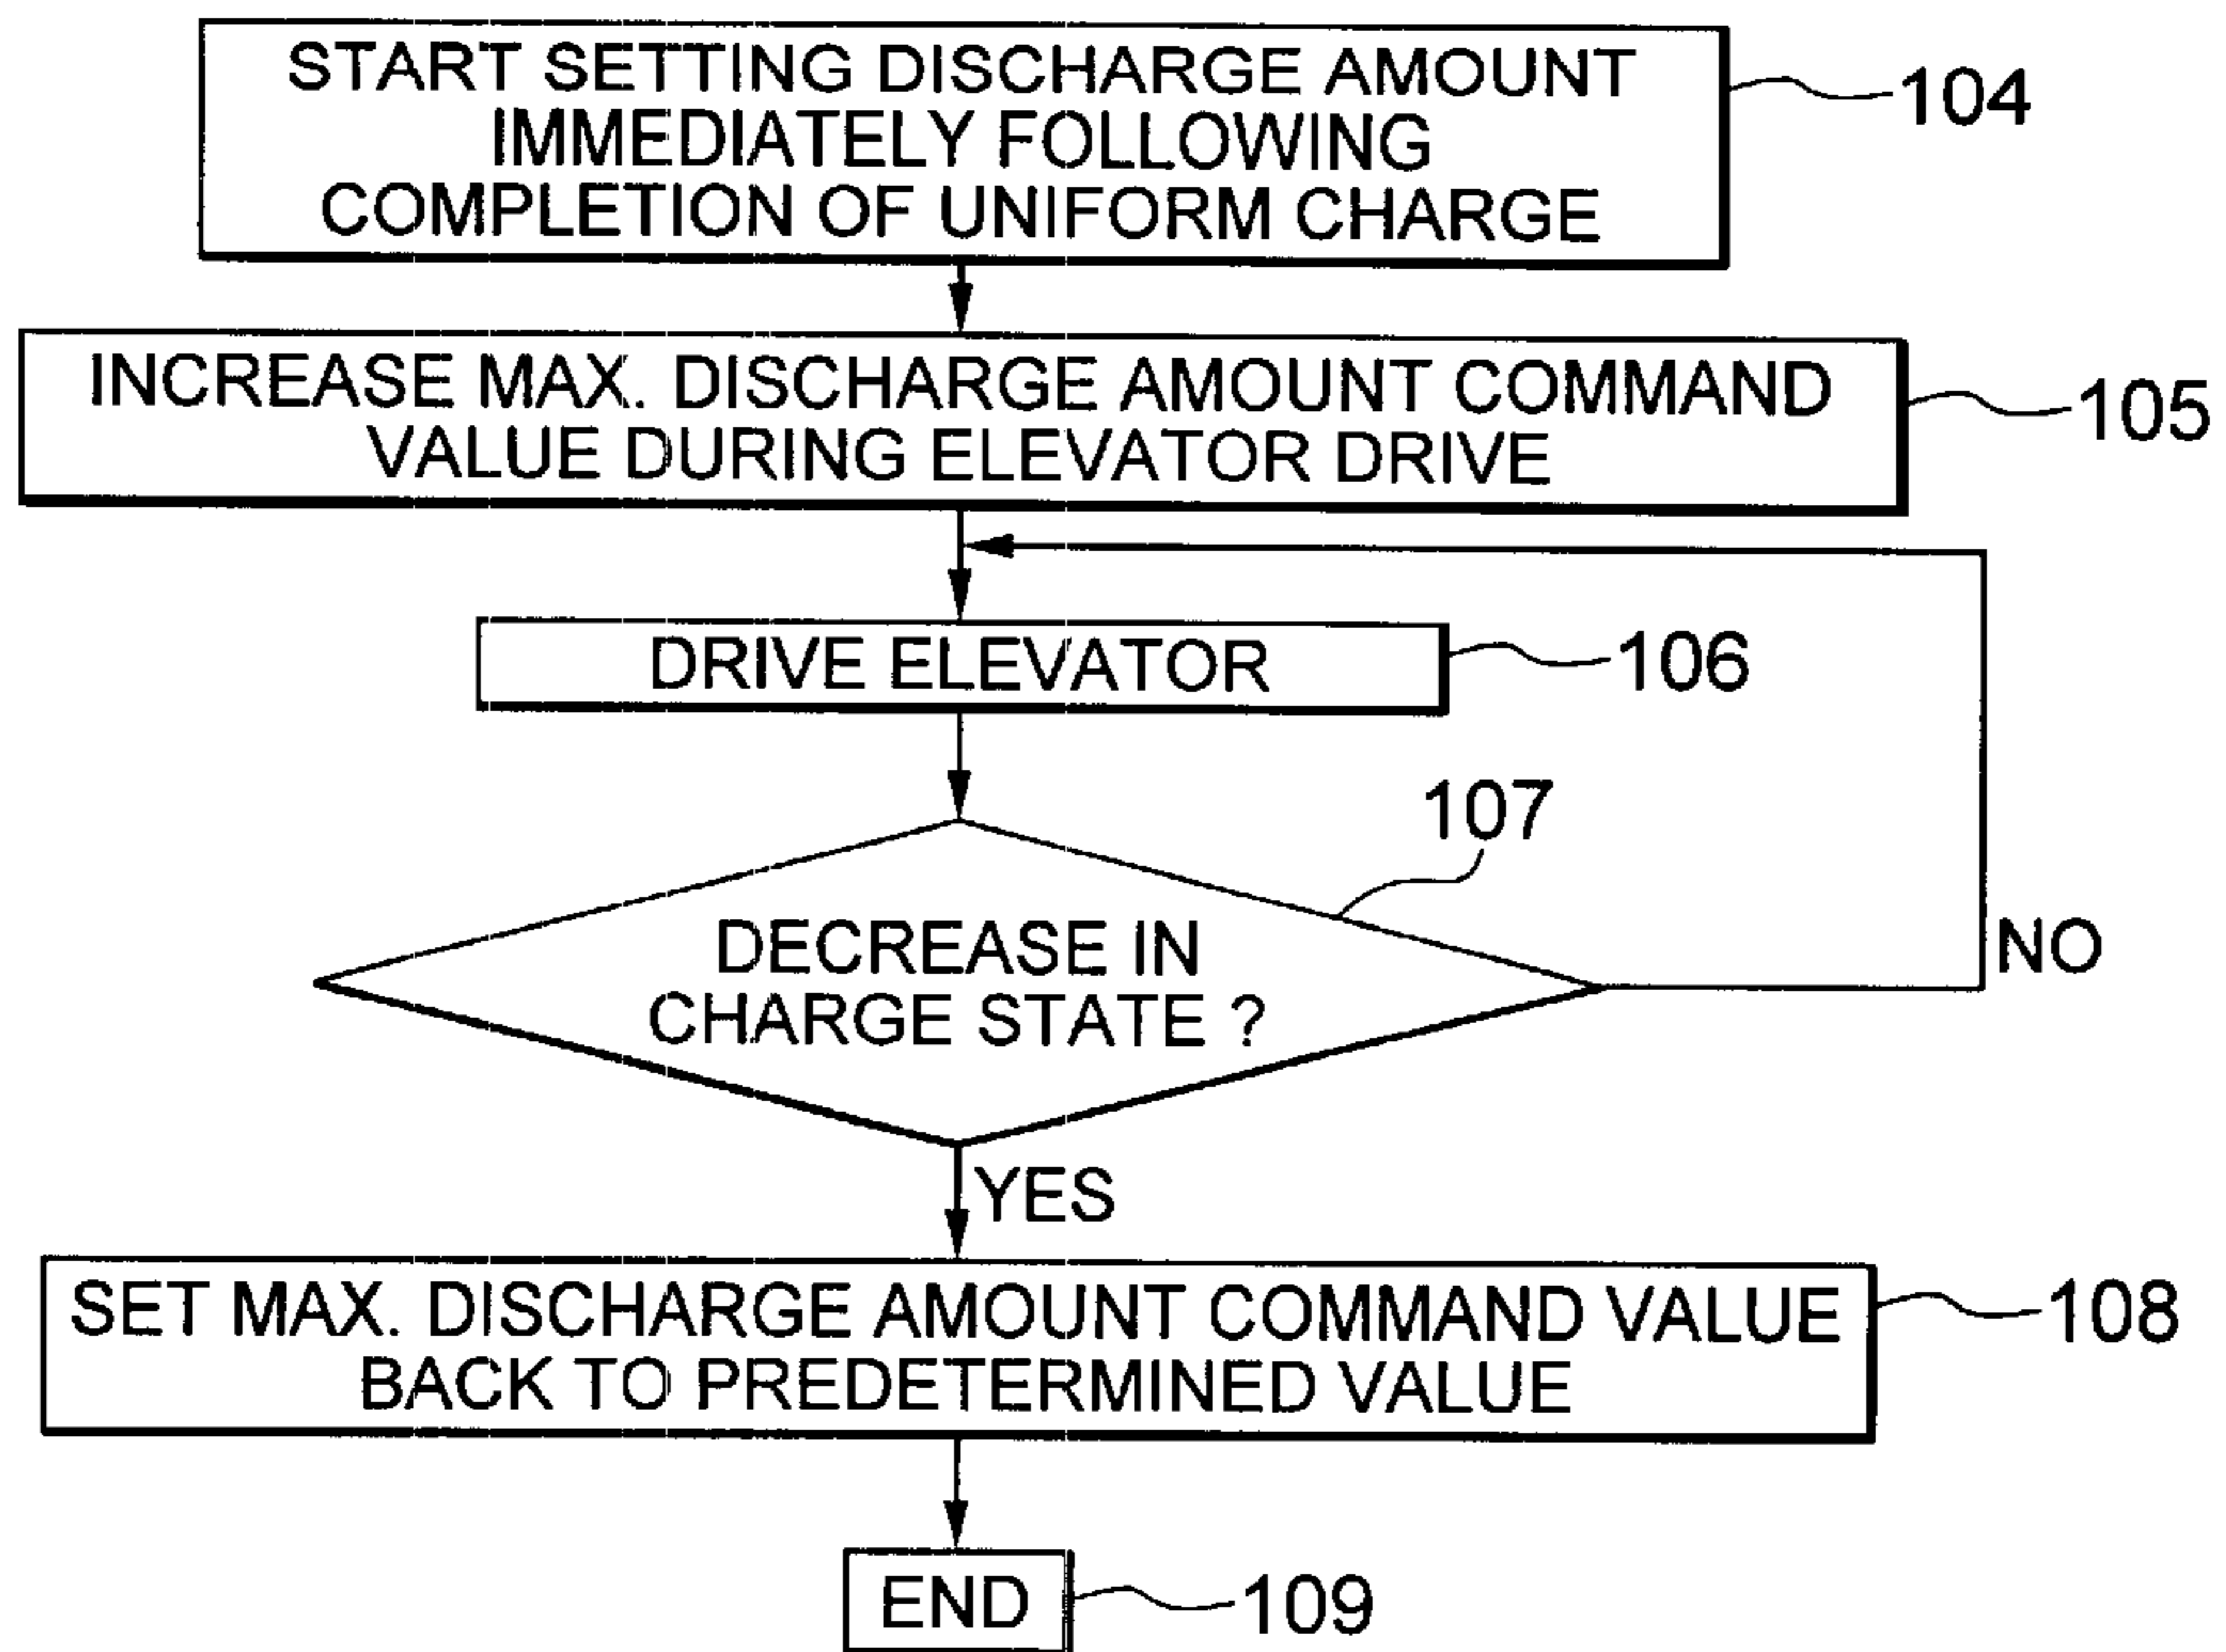 START SETTING DISCHARGE AMOUNT
IMMEDIATELY FOLLOWING
COMPLETION OF UNIFORM CHARGE
104
INCREASE MAX. DISCHARGE AMOUNT COMMAND
VALUE DURING ELEVATOR DRIVE
105
DRIVE ELEVATOR
106
107
DECREASE IN
CHARGE STATE ?
NO
YES
SET MAX. DISCHARGE AMOUNT COMMAND VALUE
BACK TO PREDETERMINED VALUE
108
END
109